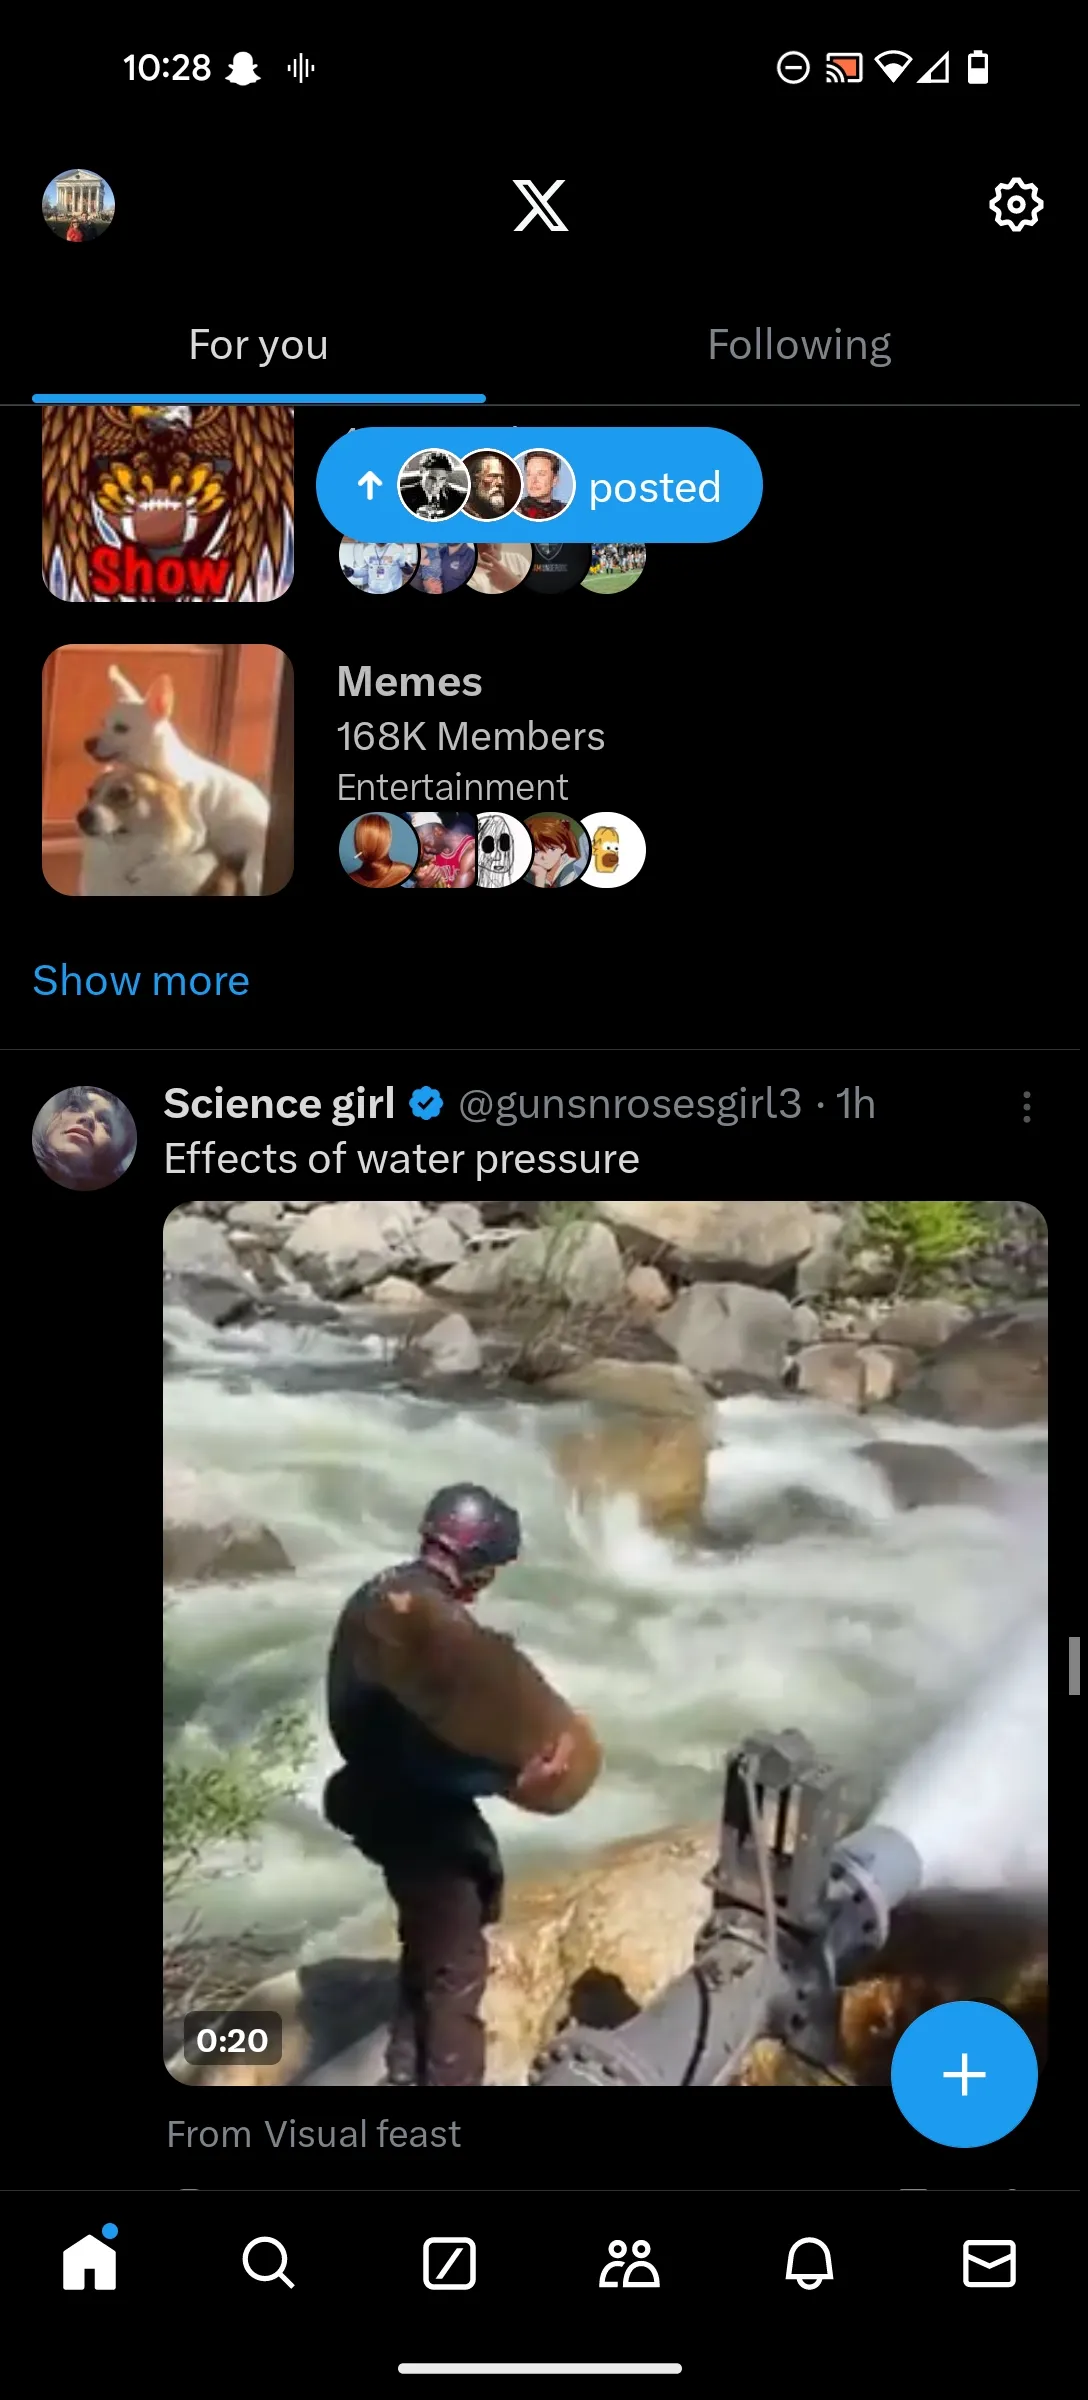 10:28
For you
Following
posted
Show
Memes
168K Members
Entertainment
Show more
Science girl @gunsnrosesgirl3 · 1h
Effects of water pressure
0:20
From Visual feast